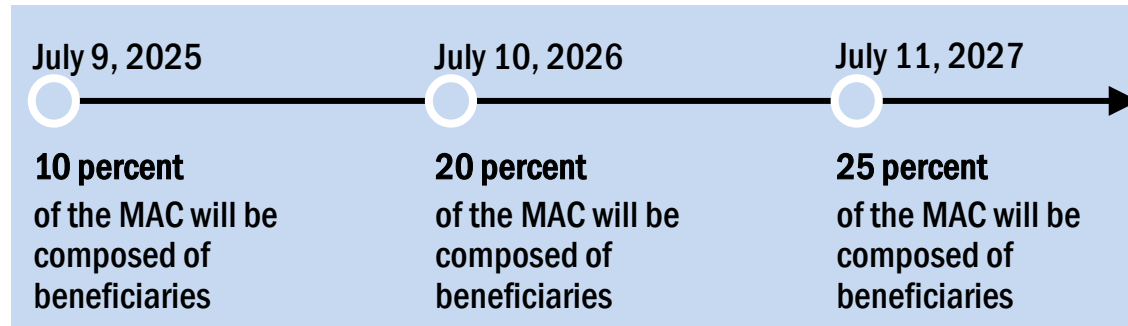 July 9, 2025
10 percent
of the MAC will be
composed of
beneficiaries
July 10, 2026
20 percent
of the MAC will be
composed of
beneficiaries
July 11, 2027
25 percent
of the MAC will be
composed of
beneficiaries